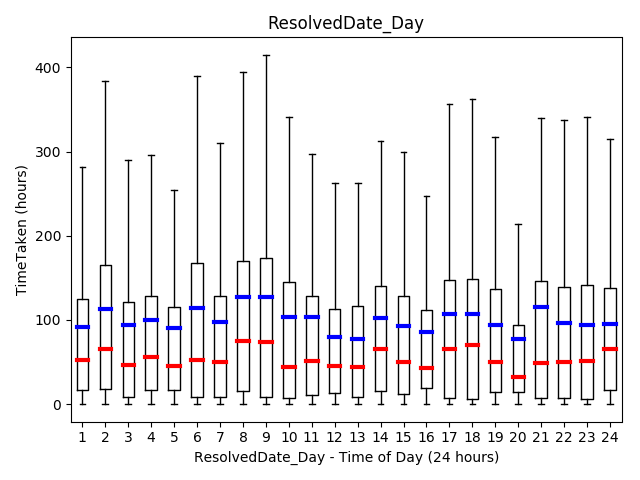 ResolvedDate_Day
TimeTaken (hours)
400
300
200
100
0
1 2 3 4 5 6 7 8 9 10 11 12 13 14 15 16 17 18 19 20 21 22 23 24
ResolvedDate_Day - Time of Day (24 hours)